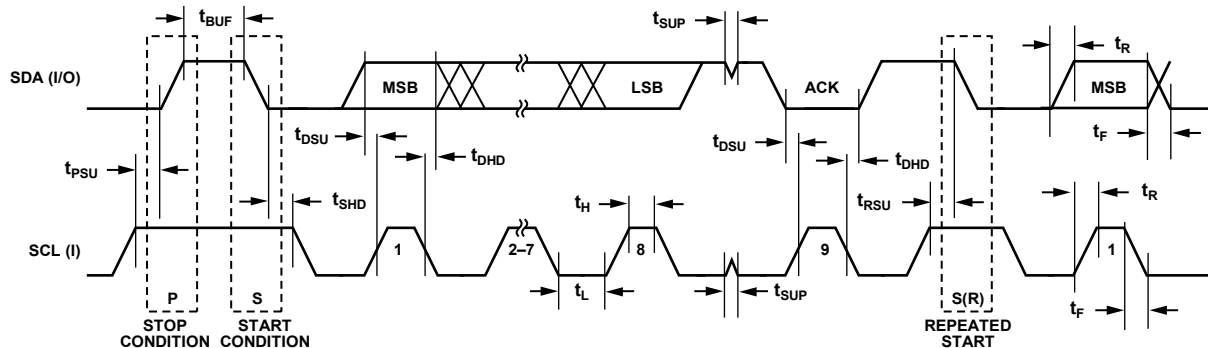 tBUF
tSUP
tR
SDA (I/O)
MSB
LSB
ACK
MSB
tDSU
tDHD
tDSU
tDHD
tF
tPSU
tSHD
tH
tRSU
tR
SCL (I)
1
2–7
8
9
1
tL
tSUP
tF
P
S
S(R)
STOP
CONDITION
START
CONDITION
REPEATED
START